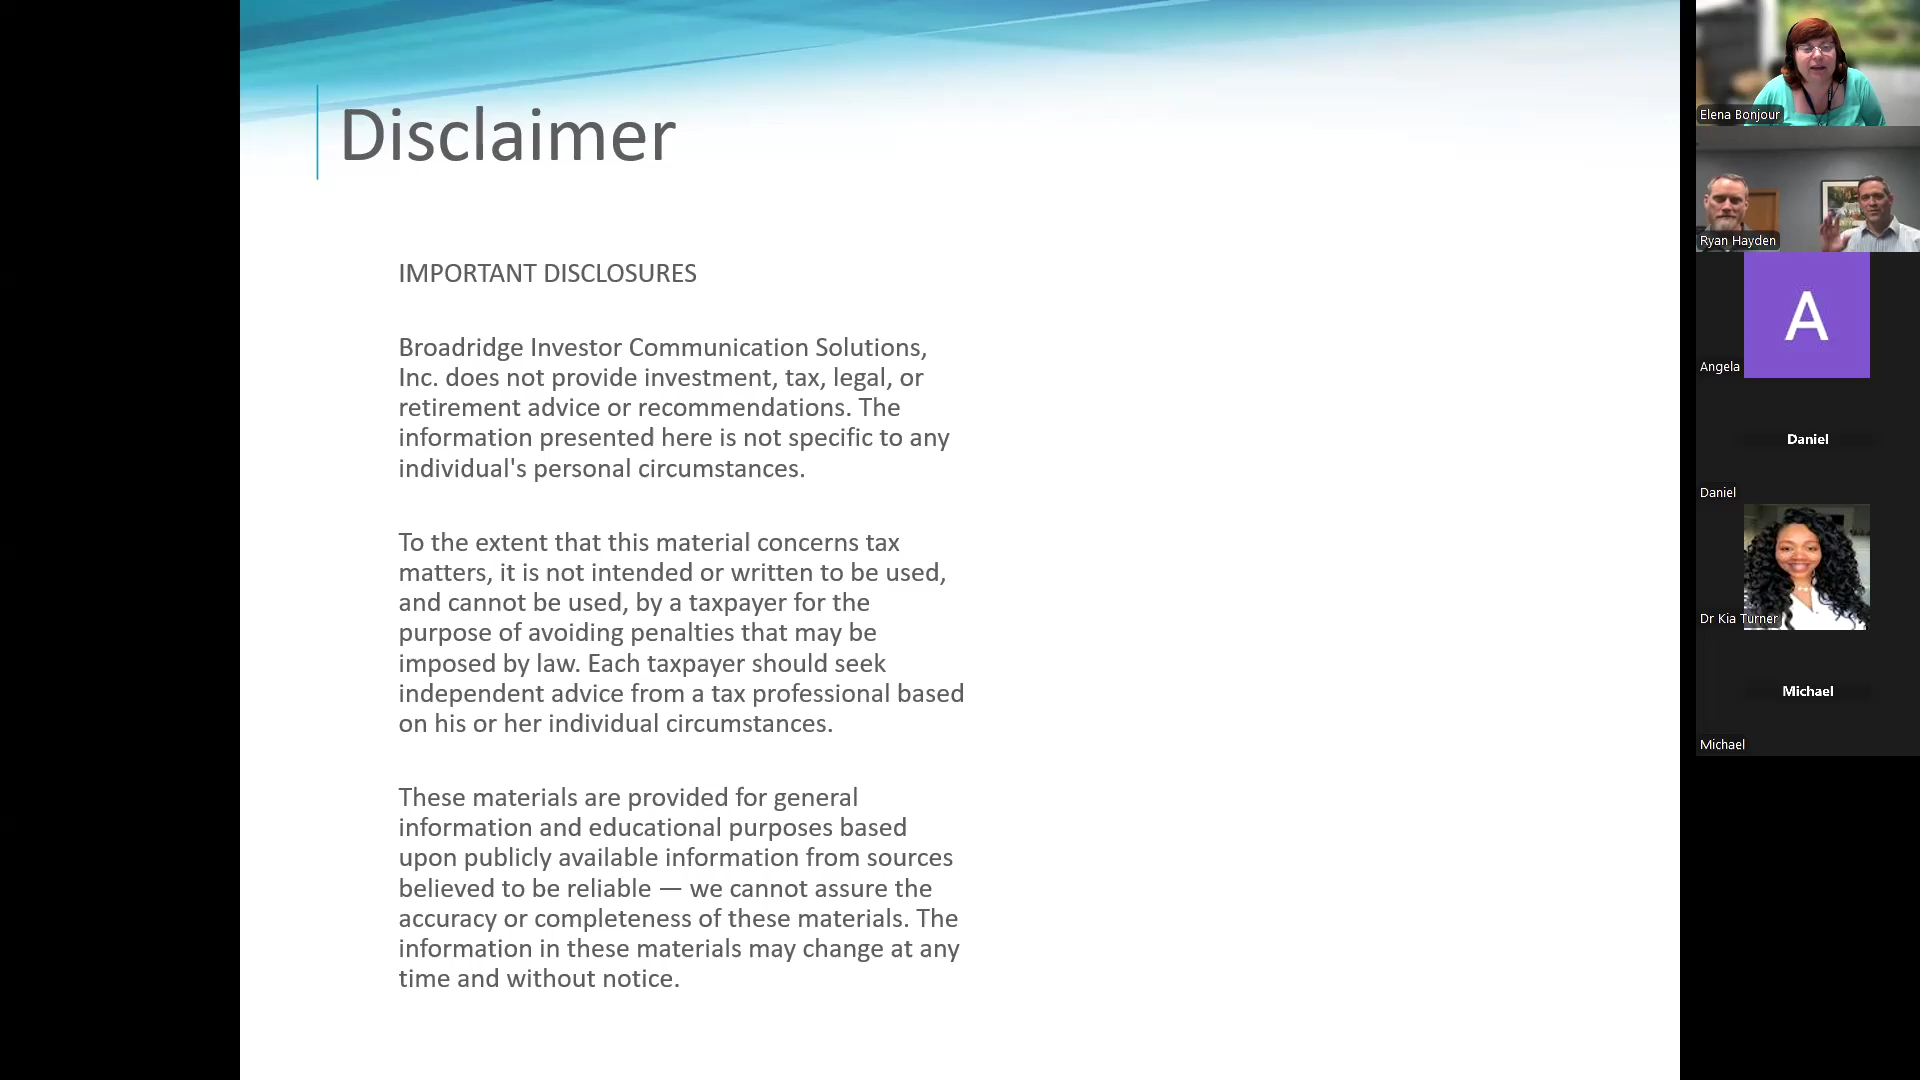 Disclaimer
IMPORTANT DISCLOSURES
Broadridge Investor Communication Solutions,
Inc. does not provide investment, tax, legal, or
retirement advice or recommendations. The
information presented here is not specific to any
individual's personal circumstances.
To the extent that this material concerns tax
matters, it is not intended or written to be used,
and cannot be used, by a taxpayer for the
purpose of avoiding penalties that may be
imposed by law. Each taxpayer should seek
independent advice from a tax professional based
on his or her individual circumstances.
These materials are provided for general
information and educational purposes based
upon publicly available information from sources
believed to be reliable — we cannot assure the
accuracy or completeness of these materials. The
information in these materials may change at any
time and without notice.
Elena Bonjour
Ryan Hayden
A
Angela
Daniel
Daniel
Dr Kia Turner
Michael
Michael